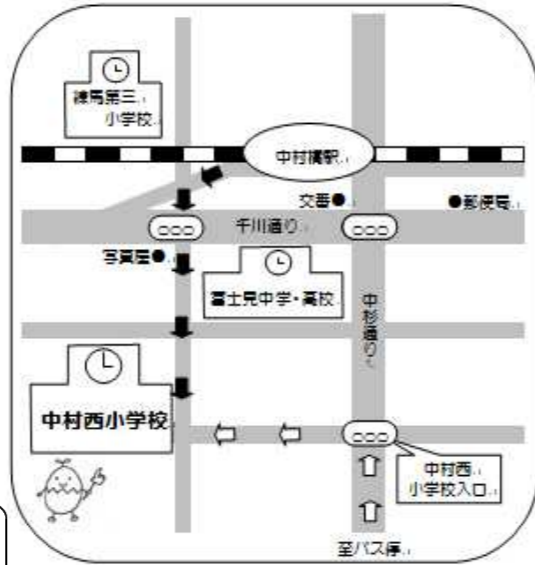 練馬第三
小学校
中村橋駅
交番●
●郵便局
千川通り
写真屋●
富士見中学・高校
中杉通り
中村西小学校
中村西
小学校入口
至バス停